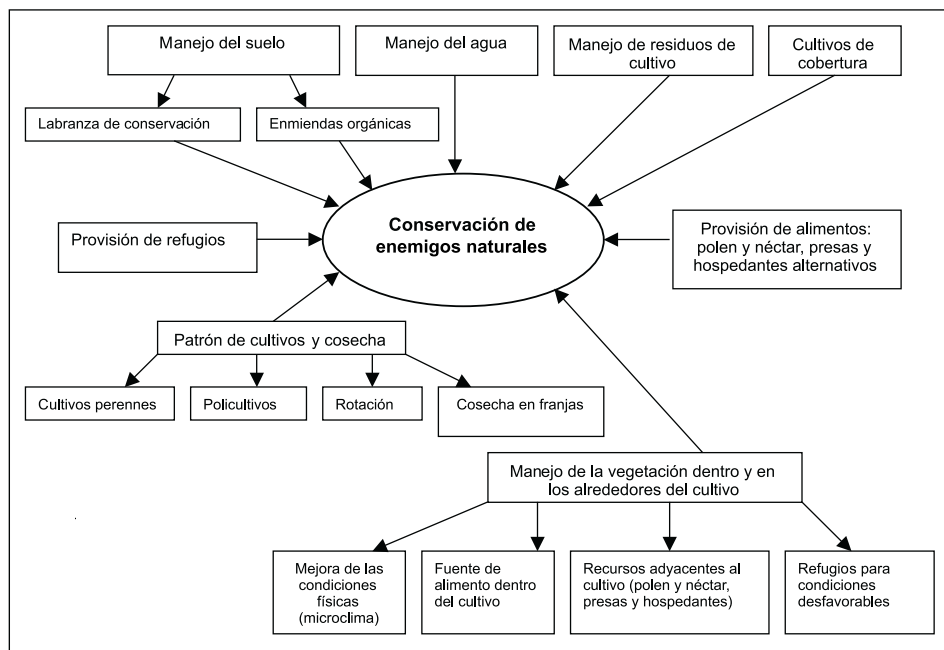 Manejo del suelo
Manejo del agua
Manejo de residuos de
cultivo
Cultivos de
cobertura
Labranza de conservación
Enmiendas orgánicas
Conservación de
enemigos naturales
Provisión de refugios
Provisión de alimentos:
polen y néctar, presas y
hospedantes alternativos
Patrón de cultivos y cosecha
Cultivos perennes
Policultivos
Rotación
Cosecha en franjas
Manejo de la vegetación dentro y en
los alrededores del cultivo
Mejora de las
condiciones
físicas
(microclima)
Fuente de
alimento dentro
del cultivo
Recursos adyacentes al
cultivo (polen y néctar,
presas y hospedantes)
Refugios para
condiciones
desfavorables